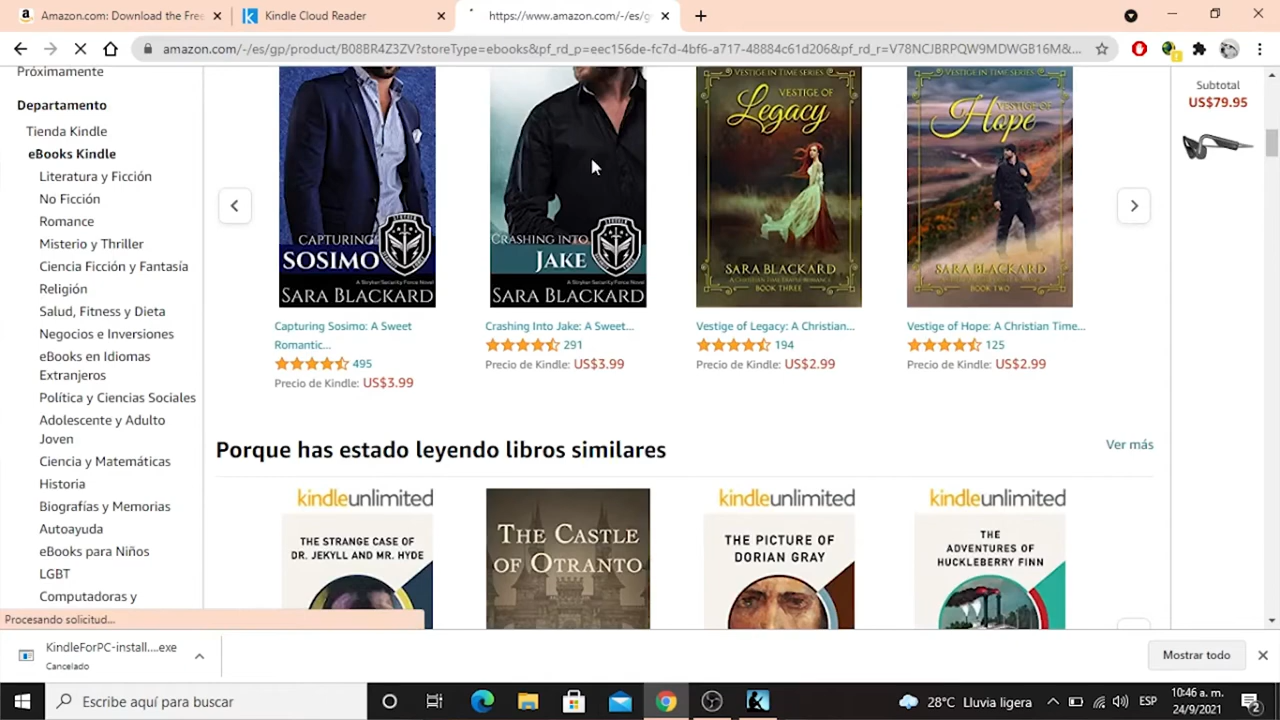 Amazon.com: Download the Free
Kindle Cloud Reader
https://www.amazon.com/-/es/g
amazon.com/-/es/gp/product/B08BR4Z3ZV?storeType=ebooks&pf_rd_p=eec156de-fc7d-4bf6-a717-48884c61d206&pf_rd_r=V78NCJBRPQW9MDWGB16M&...
Próximamente
Departamento
Tienda Kindle
eBooks Kindle
Literatura y Ficción
No Ficción
Romance
Misterio y Thriller
Ciencia Ficción y Fantasía
Religión
Salud, Fitness y Dieta
Negocios e Inversiones
eBooks en Idiomas
Extranjeros
Política y Ciencias Sociales
Adolescente y Adulto
Joven
Ciencia y Matemáticas
Historia
Biografías y Memorias
Autoayuda
eBooks para Niños
LGBT
Computadoras y
CAPTURING
SOSIMO
SARA BLACKARD
CRASHING INTO
JAKE
SARA BLACKARD
VESTIGE IN TIME SERIES
VESTIGE OF
Legacy
SARA BLACKARD
A CHRISTIAN TIME TRAVEL ROMANCE
BOOK THREE
VESTIGE IN TIME SERIES
VESTIGE OF
Hope
SARA BLACKARD
BOOK TWO
Capturing Sosimo: A Sweet
Romantic...
495
Precio de Kindle: US$3.99
Crashing Into Jake: A Sweet...
291
Precio de Kindle: US$3.99
Vestige of Legacy: A Christian...
194
Precio de Kindle: US$2.99
Vestige of Hope: A Christian Time...
125
Precio de Kindle: US$2.99
Subtotal
US$79.95
Porque has estado leyendo libros similares
Ver más
kindleunlimited
THE STRANGE CASE OF
DR. JEKYLL AND MR. HYDE
THE CASTLE
OF OTRANTO
kindleunlimited
THE PICTURE OF
DORIAN GRAY
kindleunlimited
THE
ADVENTURES OF
HUCKLEBERRY FINN
Procesando solicitud...
KindleForPC-install....exe
Cancelado
Mostrar todo
Escribe aquí para buscar
28°C Lluvia ligera
ESP
10:46 a. m.
24/9/2021
2